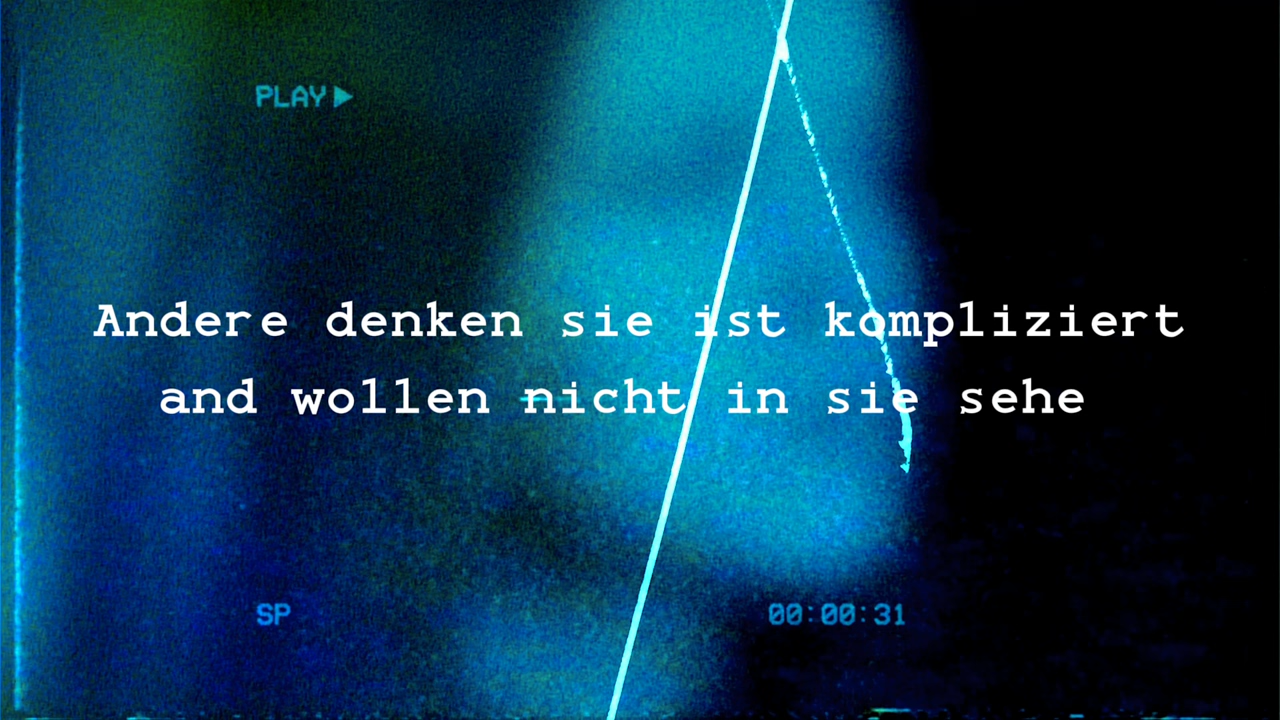 PLAY▶
Andere denken sie ist kompliziert
and wollen nicht in sie sehe
SP
00:00:31